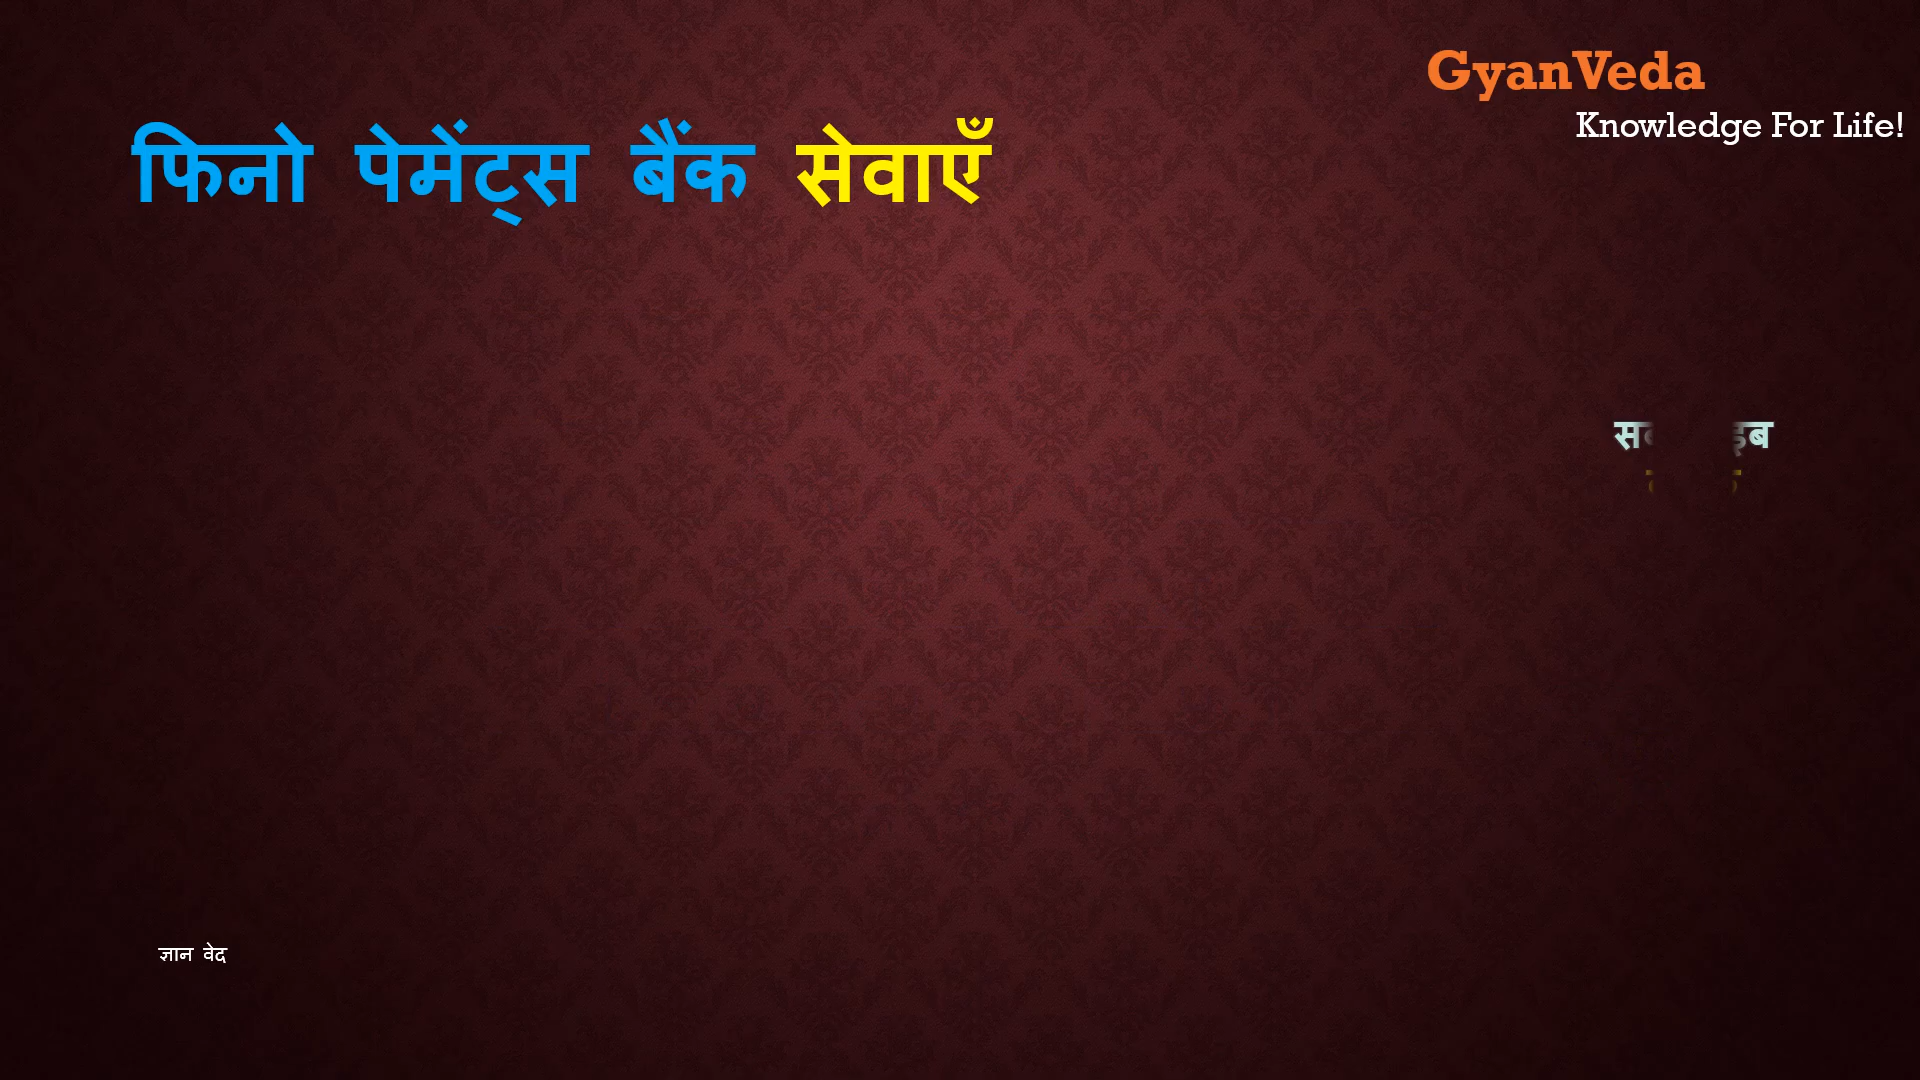 GyanVeda
Knowledge For Life!
फिनो पेमेंट्स बैंक सेवाएँ
ज्ञान वेद